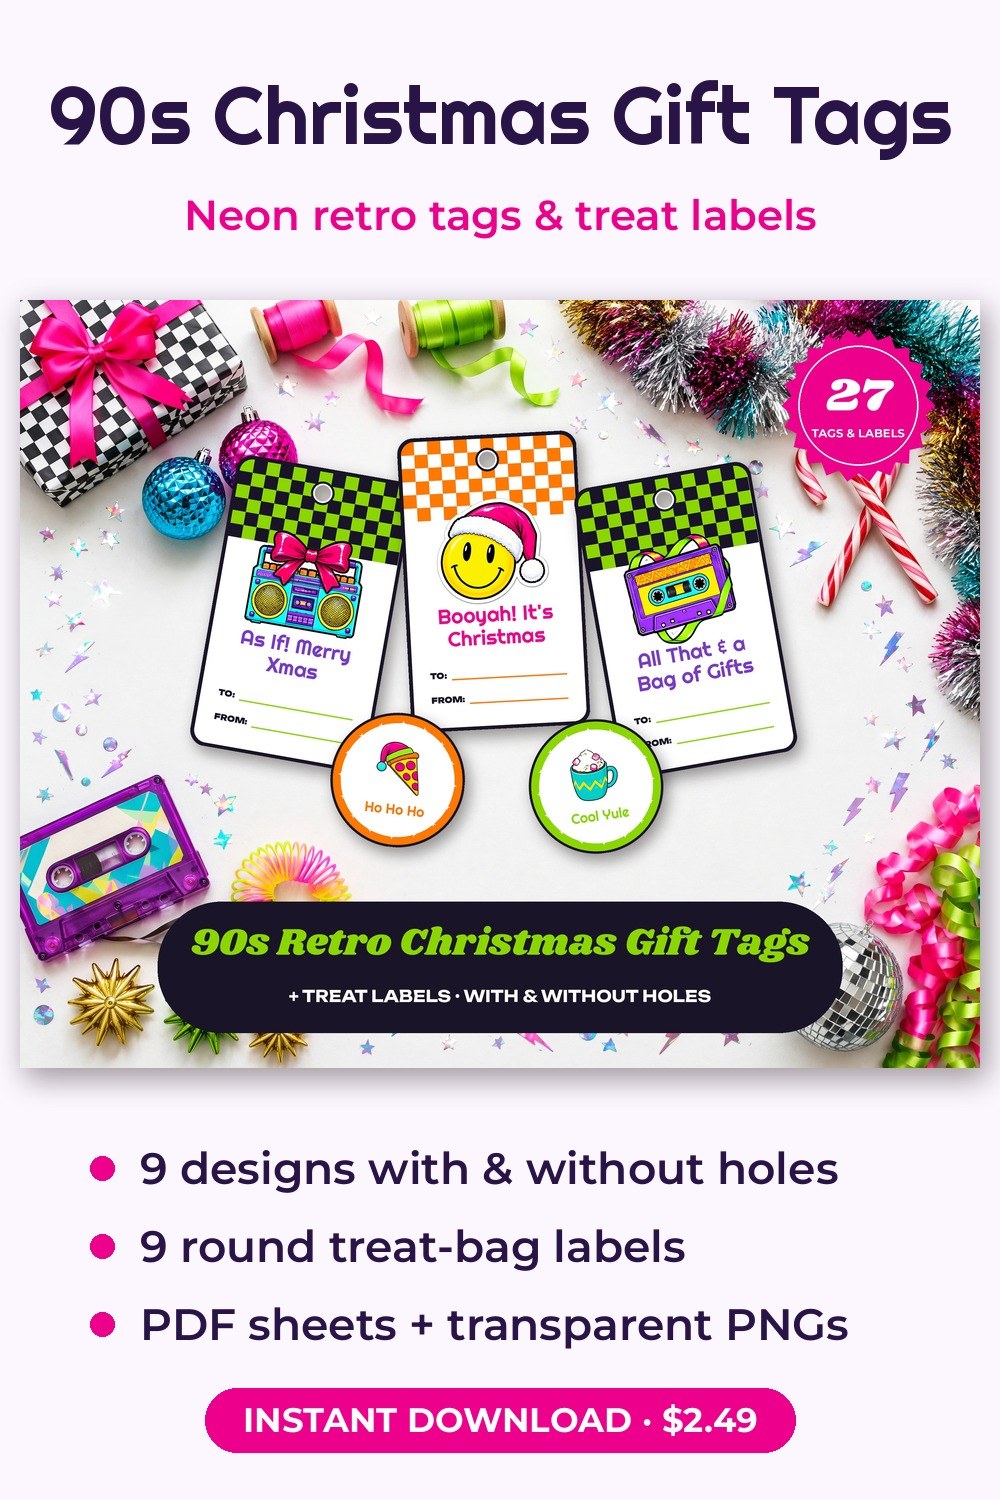 90s Christmas Gift Tags
Neon retro tags & treat labels
27
TAGS & LABELS
As If! Merry
Xmas
TO:
FROM:
Booyah! It's
Christmas
TO:
FROM:
All That & a
Bag of Gifts
TO:
FROM:
Ho Ho Ho
Cool Yule
90s Retro Christmas Gift Tags
+ TREAT LABELS · WITH & WITHOUT HOLES
9 designs with & without holes
9 round treat-bag labels
PDF sheets + transparent PNGs
INSTANT DOWNLOAD · $2.49